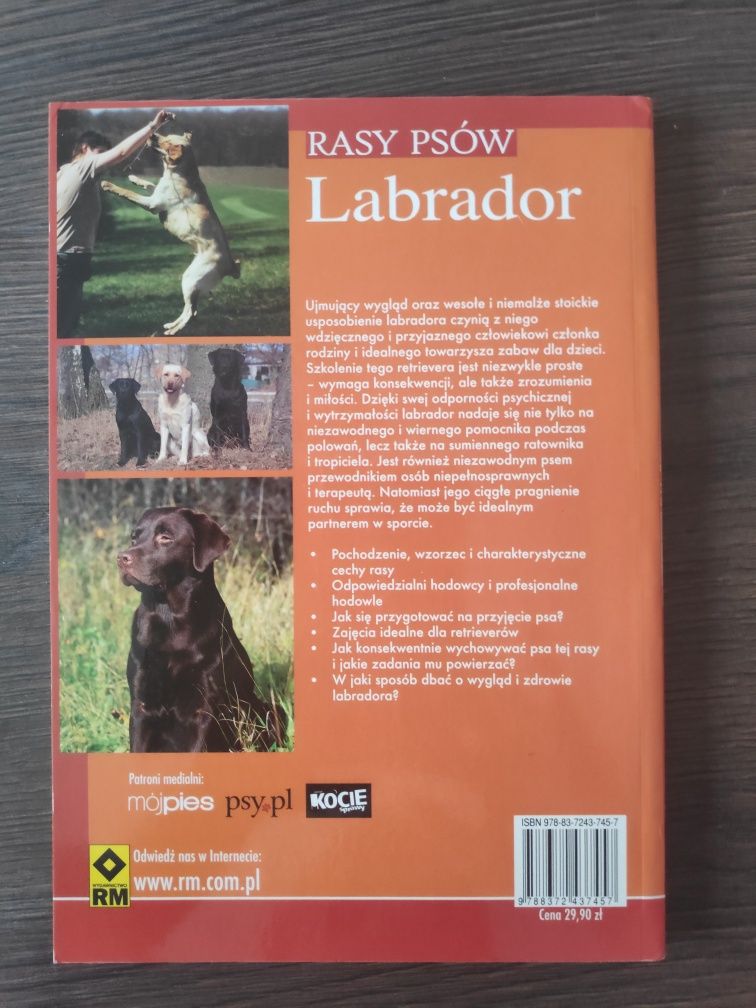 RASY PSÓW
Labrador
Ujmujący wygląd oraz wesołe i niemalże stoickie
usposobienie labradora czynią z niego
wdzięcznego i przyjaznego człowiekowi członka
rodziny i idealnego towarzysza zabaw dla dzieci.
Szkolenie tego retrievera jest niezwykle proste
– wymaga konsekwencji, ale także zrozumienia
i miłości. Dzięki swej odporności psychicznej
i wytrzymałości labrador nadaje się nie tylko na
niezawodnego i wiernego pomocnika podczas
polowań, lecz także na sumiennego ratownika
i tropiciela. Jest również niezawodnym psem
przewodnikiem osób niepełnosprawnych
i terapeutą. Natomiast jego ciągłe pragnienie
ruchu sprawia, że może być idealnym
partnerem w sporcie.
• Pochodzenie, wzorzec i charakterystyczne
cechy rasy
• Odpowiedzialni hodowcy i profesjonalne
hodowle
• Jak się przygotować na przyjęcie psa?
• Zajęcia idealne dla retrieverów
• Jak konsekwentnie wychowywać psa tej rasy
i jakie zadania mu powierzać?
• W jaki sposób dbać o wygląd i zdrowie
labradora?
Patroni medialni:
mójpies psy.pl KOCIE
sprawy
Odwiedź nas w Internecie:
www.rm.com.pl
WYDAWNICTWO
RM
ISBN 978-83-7243-745-7
9 788372 437457
Cena 29,90 zł